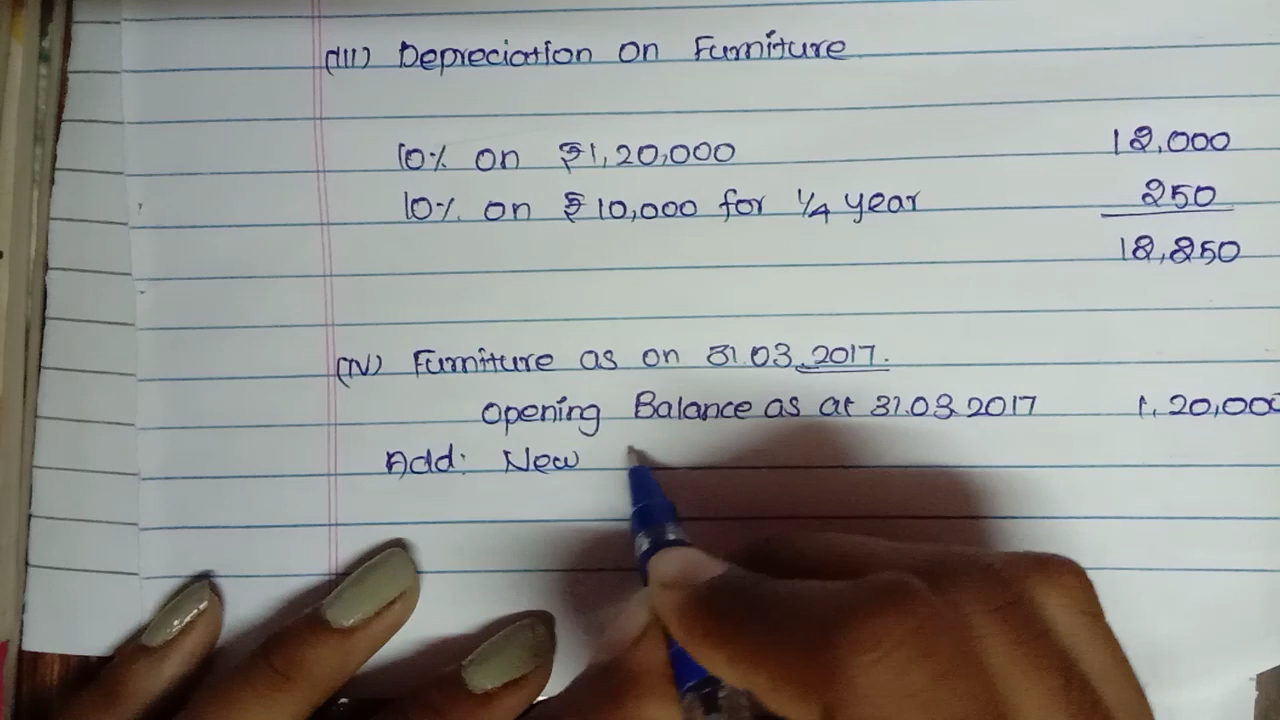 (III) Depreciation on Furniture
10% on ₹1,20,000 12,000
10% on ₹10,000 for 1/4 year 250
12,250
(IV) Furniture as on 31.03.2017.
Opening Balance as at 31.03.2017 1,20,000
Add: New